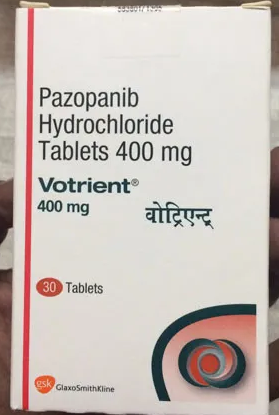 Pazopanib
Hydrochloride
Tablets 400 mg
Votrient®
400 mg
वोट्रिएन्ट्
30 Tablets
gsk GlaxoSmithKline